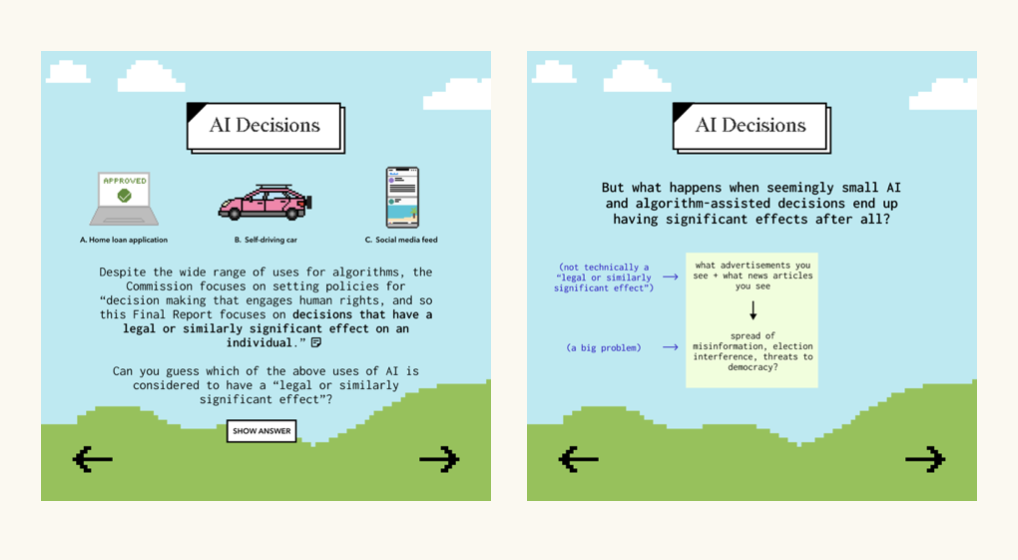 AI Decisions
APPROVED
A. Home loan application
B. Self-driving car
C. Social media feed
Despite the wide range of uses for algorithms, the
Commission focuses on setting policies for
“decision making that engages human rights, and so
this Final Report focuses on decisions that have a
legal or similarly significant effect on an
individual.”
Can you guess which of the above uses of AI is
considered to have a “legal or similarly
significant effect”?
SHOW ANSWER
AI Decisions
But what happens when seemingly small AI
and algorithm-assisted decisions end up
having significant effects after all?
(not technically a
“legal or similarly
significant effect”)
what advertisements you
see + what news articles
you see
(a big problem)
spread of
misinformation, election
interference, threats to
democracy?